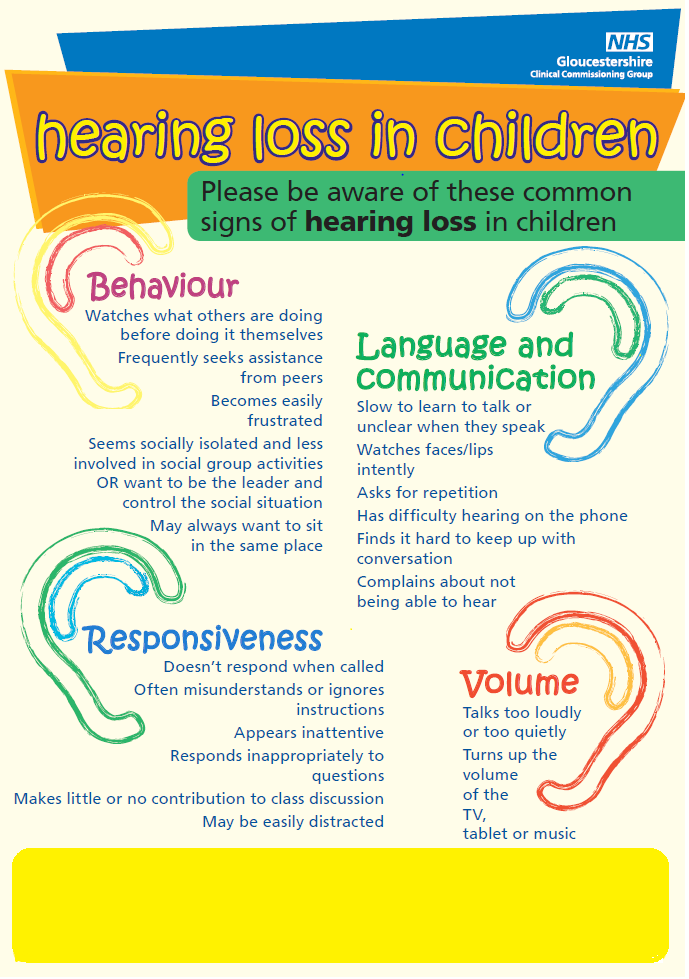 NHS
Gloucestershire
Clinical Commissioning Group
hearing loss in children
Please be aware of these common
signs of hearing loss in children
Behaviour
Watches what others are doing
before doing it themselves
Frequently seeks assistance
from peers
Becomes easily
frustrated
Seems socially isolated and less
involved in social group activities
OR want to be the leader and
control the social situation
May always want to sit
in the same place
Language and
communication
Slow to learn to talk or
unclear when they speak
Watches faces/lips
intently
Asks for repetition
Has difficulty hearing on the phone
Finds it hard to keep up with
conversation
Complains about not
being able to hear
Responsiveness
Doesn't respond when called
Often misunderstands or ignores
instructions
Appears inattentive
Responds inappropriately to
questions
Makes little or no contribution to class discussion
May be easily distracted
Volume
Talks too loudly
or too quietly
Turns up the
volume
of the
TV,
tablet or music